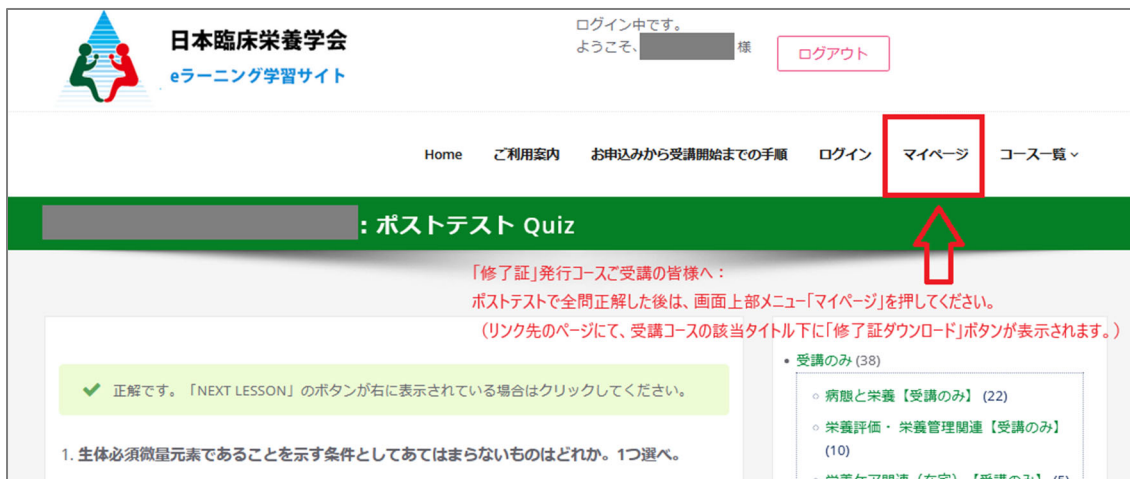 日本臨床栄養学会
eラーニング学習サイト
ログイン中です。
ようこそ、 様
ログアウト
Home ご利用案内 お申込みから受講開始までの手順 ログイン マイページ コース一覧
: ポストテスト Quiz
「修了証」発行コースご受講の皆様へ：
ポストテストで全問正解した後は、画面上部メニュー「マイページ」を押してください。
（リンク先のページにて、受講コースの該当タイトル下に「修了証ダウンロード」ボタンが表示されます。）
正解です。「NEXT LESSON」のボタンが右に表示されている場合はクリックしてください。
1. 生体必須微量元素であることを示す条件としてあてはまらないものはどれか。1つ選べ。
受講のみ (38)
病態と栄養【受講のみ】 (22)
栄養評価・ 栄養管理関連【受講のみ】
(10)
栄養ケア関連（在宅）【受講のみ】 (5)